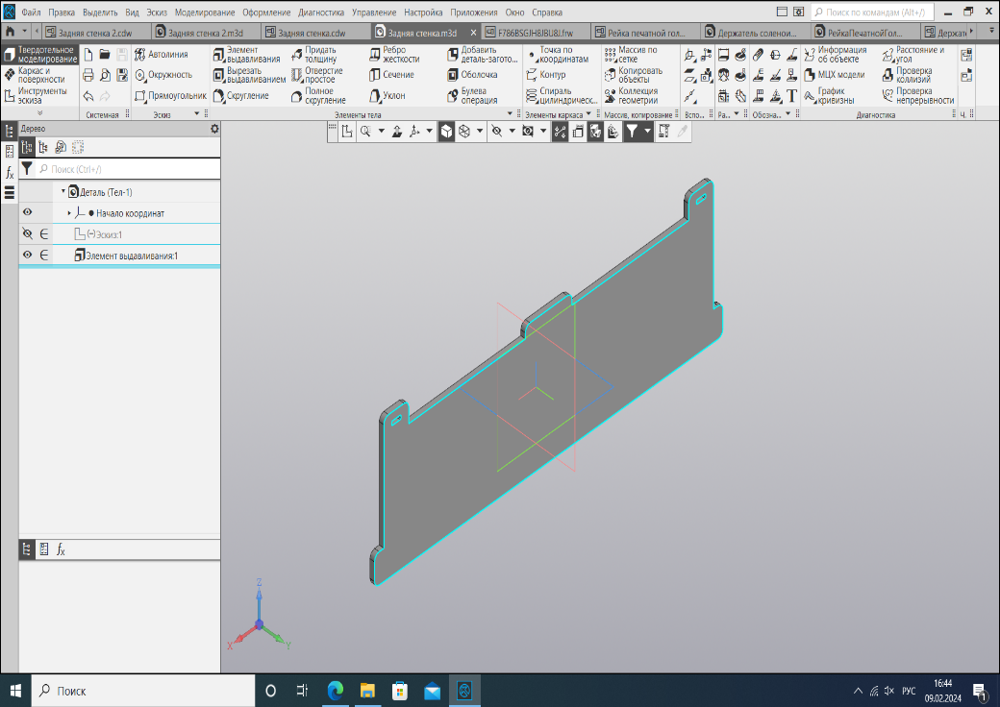 Файл Правка Выделить Вид Эскиз Моделирование Оформление Диагностика Управление Настройка Приложения Окно Справка
Поиск по командам (Alt+/)
Задняя стенка 2.cdw
Задняя стенка 2.m3d
Задняя стенка.cdw
Задняя стенка.m3d
F786BSGJH8JBU8J.frw
Рейка печатной гол...
Держатель соленои...
РейкаПечатнойГол...
Держат
Твердотельное
моделирование
Каркас и
поверхности
Инструменты
эскиза
Системная
Автолиния
Окружность
Прямоугольник
Эскиз
Элемент
выдавливания
Вырезать
выдавливанием
Скругление
Придать
толщину
Отверстие
простое
Полное
скругление
Ребро
жесткости
Сечение
Уклон
Добавить
деталь-загото...
Оболочка
Булева
операция
Элементы тела
Точка по
координатам
Контур
Спираль
цилиндрическ...
Элементы каркаса
Массив по
сетке
Копировать
объекты
Коллекция
геометрии
Массив, копирование
Вспо...
Ра...
Обозна...
Информация
об объекте
МЦХ модели
График
кривизны
Расстояние и
угол
Проверка
коллизий
Проверка
непрерывности
Диагностика
Ч.
Дерево
Поиск (Ctrl+/)
Деталь (Тел-1)
Начало координат
(-)Эскиз:1
Элемент выдавливания:1
Z
X
Y
Поиск
РУС
16:44
09.02.2024
1